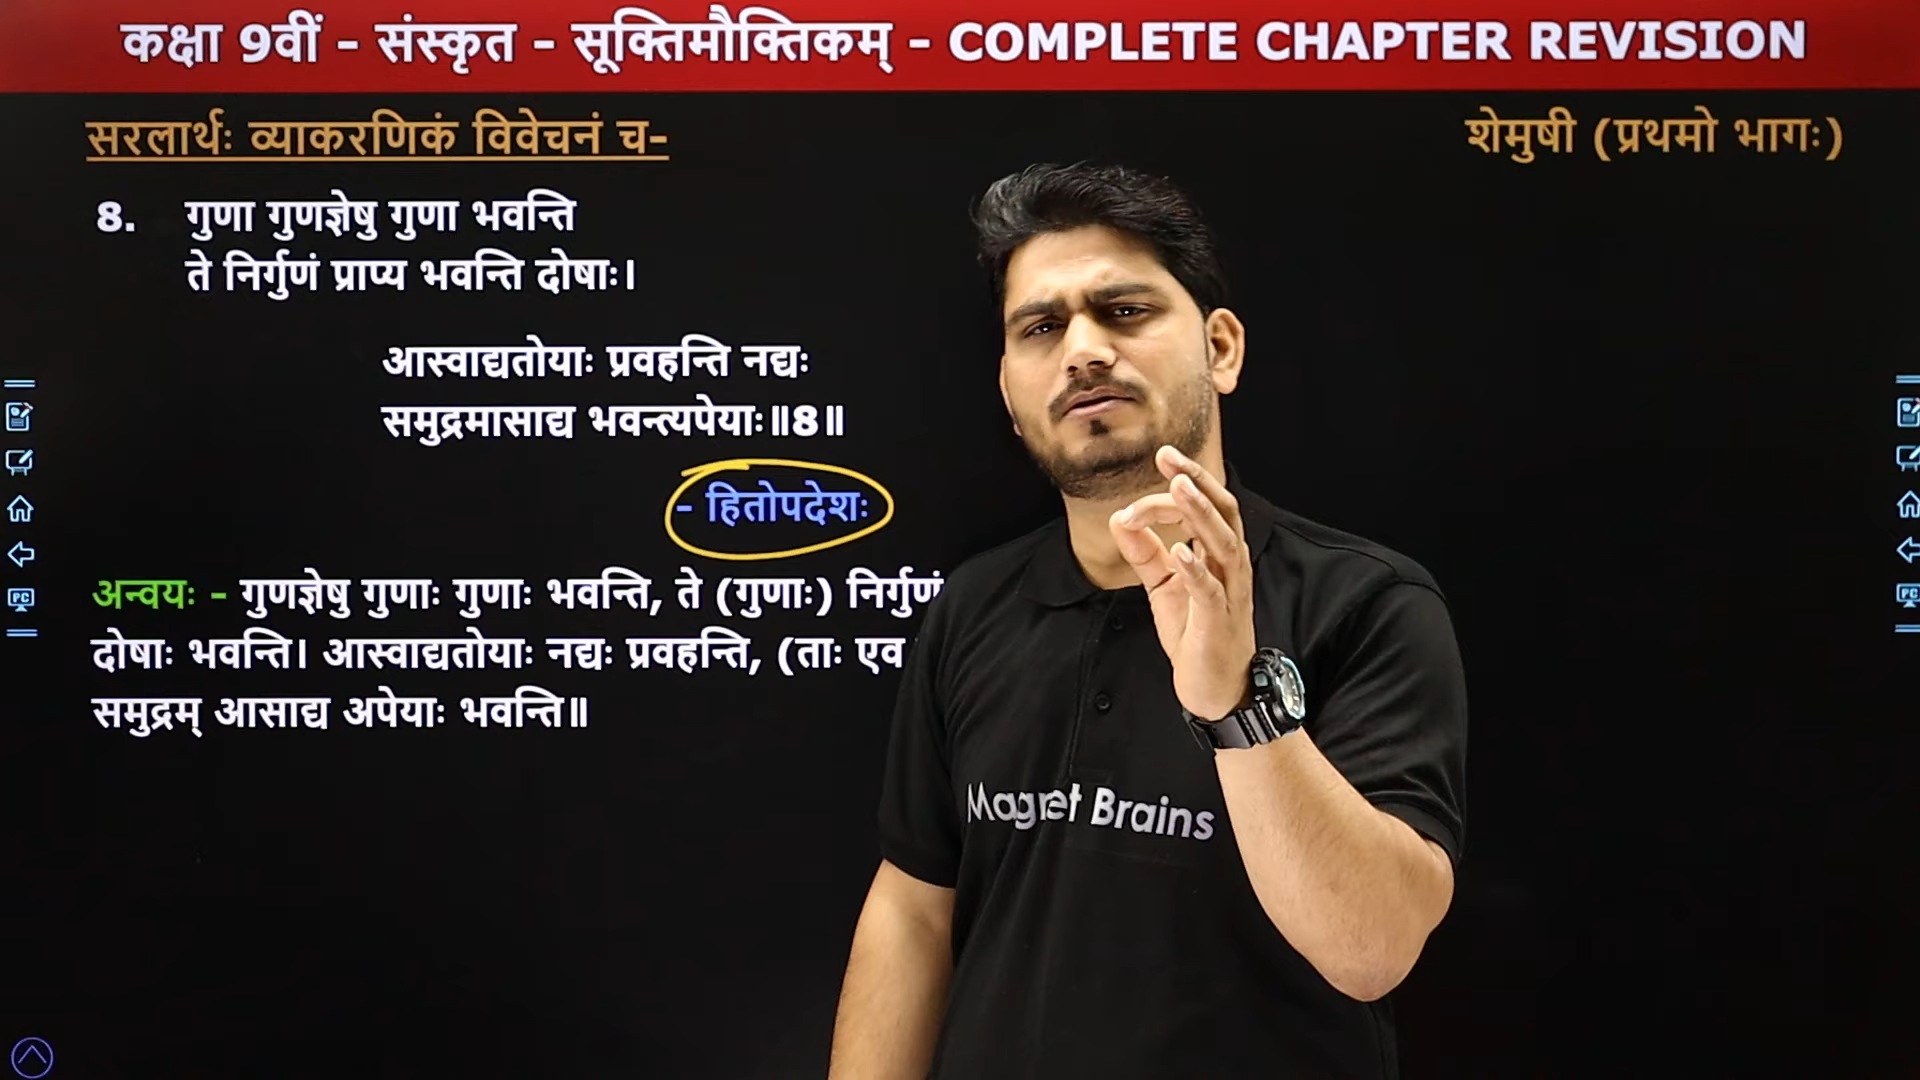 कक्षा 9वीं - संस्कृत - सूक्तिमौक्तिकम् - COMPLETE CHAPTER REVISION
सरलार्थः व्याकरणिकं विवेचनं च-
शेमुषी (प्रथमो भागः)
8. गुणा गुणज्ञेषु गुणा भवन्ति
ते निर्गुणं प्राप्य भवन्ति दोषाः।
आस्वाद्यतोयाः प्रवहन्ति नद्यः
समुद्रमासाद्य भवन्त्यपेयाः॥8॥
- हितोपदेशः
अन्वयः - गुणज्ञेषु गुणाः गुणाः भवन्ति, ते (गुणाः) निर्गुणं
दोषाः भवन्ति। आस्वाद्यतोयाः नद्यः प्रवहन्ति, (ताः एव
समुद्रम् आसाद्य अपेयाः भवन्ति॥
Magnet Brains
PC
PC